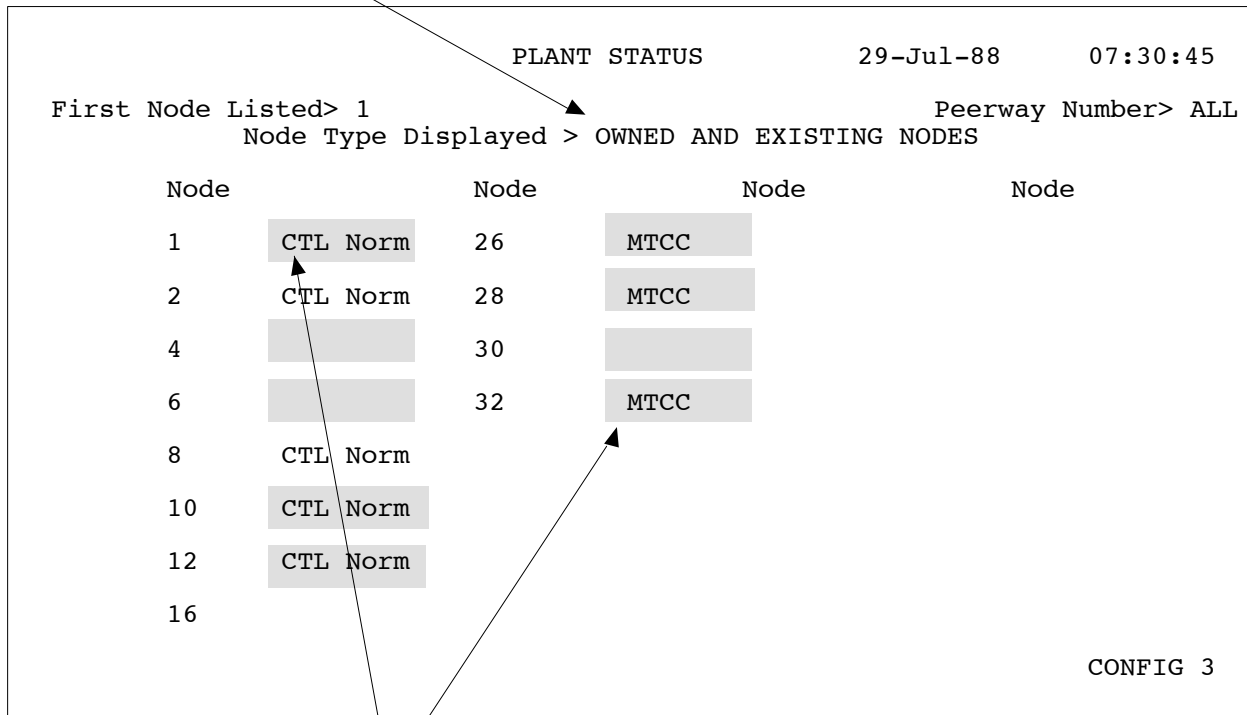 PLANT STATUS 29-Jul-88 07:30:45
First Node Listed> 1 Peerway Number> ALL
Node Type Displayed > OWNED AND EXISTING NODES
Node Node Node Node
1 CTL Norm 26 MTCC
2 CTL Norm 28 MTCC
4 30
6 32 MTCC
8 CTL Norm
10 CTL Norm
12 CTL Norm
16
CONFIG 3